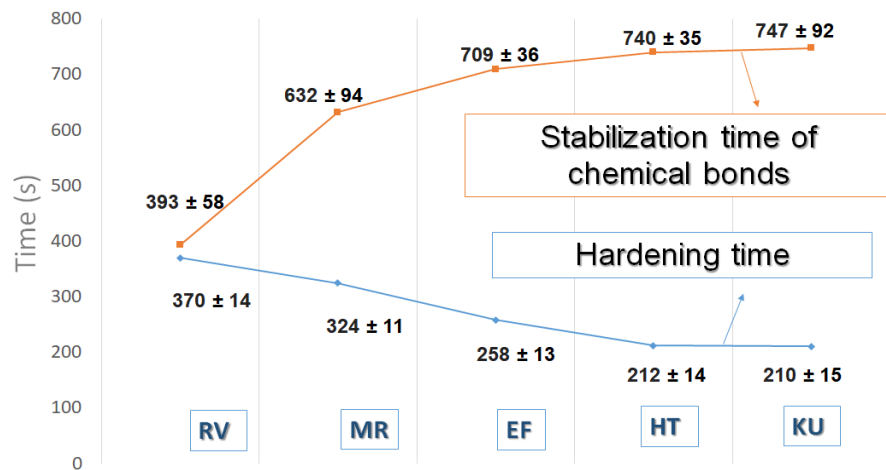 800
700
600
500
400
300
200
100
0
Time (s)
393 ± 58
632 ± 94
709 ± 36
740 ± 35
747 ± 92
Stabilization time of
chemical bonds
Hardening time
370 ± 14
324 ± 11
258 ± 13
212 ± 14
210 ± 15
RV
MR
EF
HT
KU